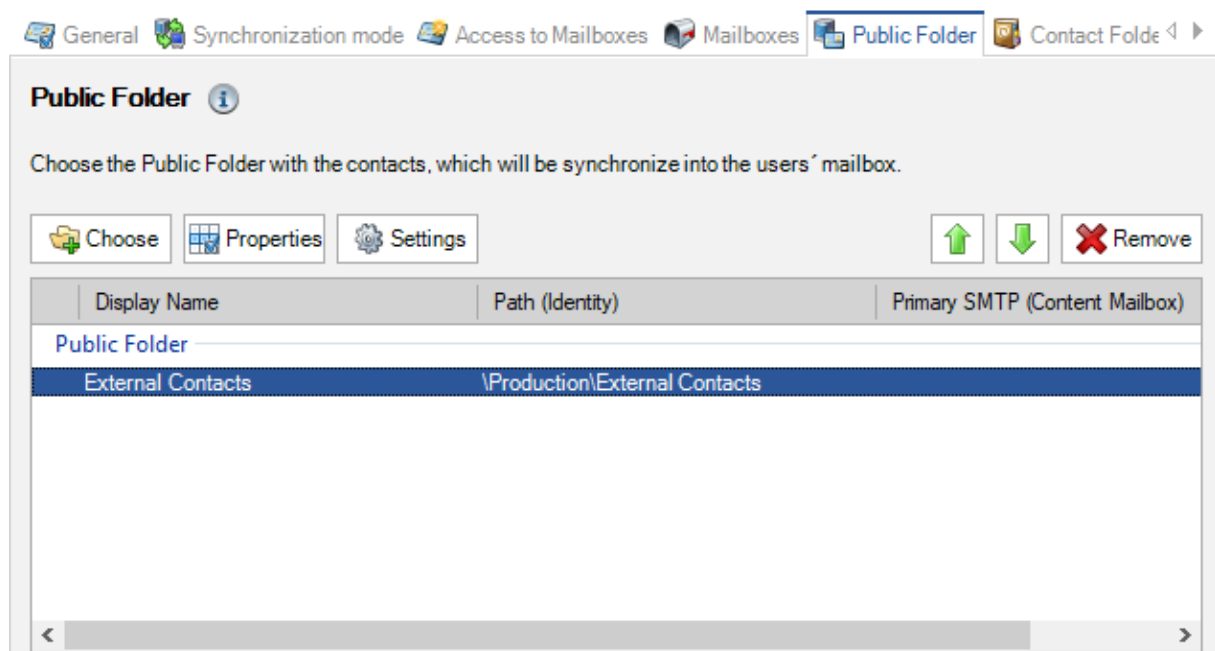 General Synchronization mode Access to Mailboxes Mailboxes Public Folder Contact Folde
Public Folder
Choose the Public Folder with the contacts, which will be synchronize into the users´ mailbox.
Choose Properties Settings Remove
Display Name Path (Identity) Primary SMTP (Content Mailbox)
Public Folder
External Contacts \Production\External Contacts